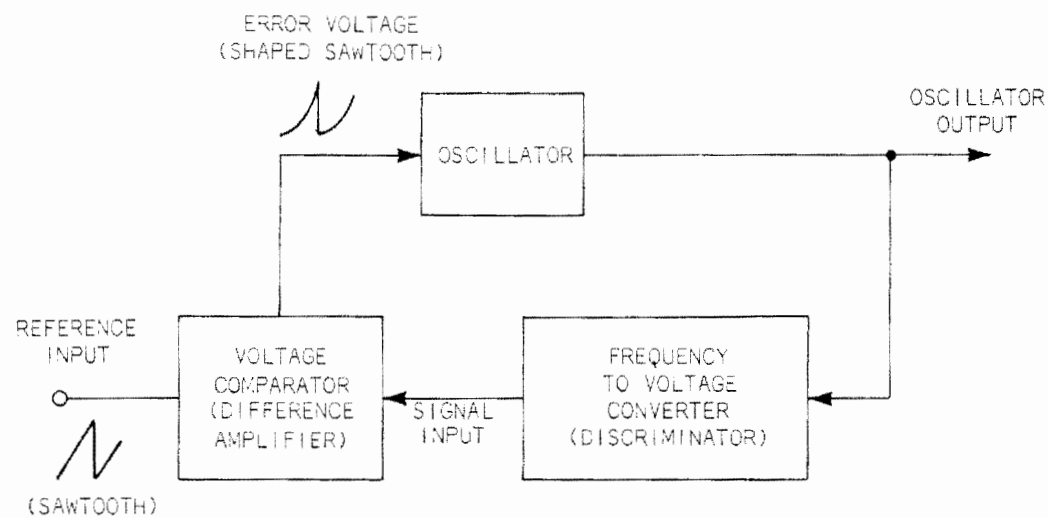 ERROR VOLTAGE
(SHAPED SAWTOOTH)
OSCILLATOR
OSCILLATOR
OUTPUT
REFERENCE
INPUT
(SAWTOOTH)
VOLTAGE
COMPARATOR
(DIFFERENCE
AMPLIFIER)
SIGNAL
INPUT
FREQUENCY
TO VOLTAGE
CONVERTER
(DISCRIMINATOR)